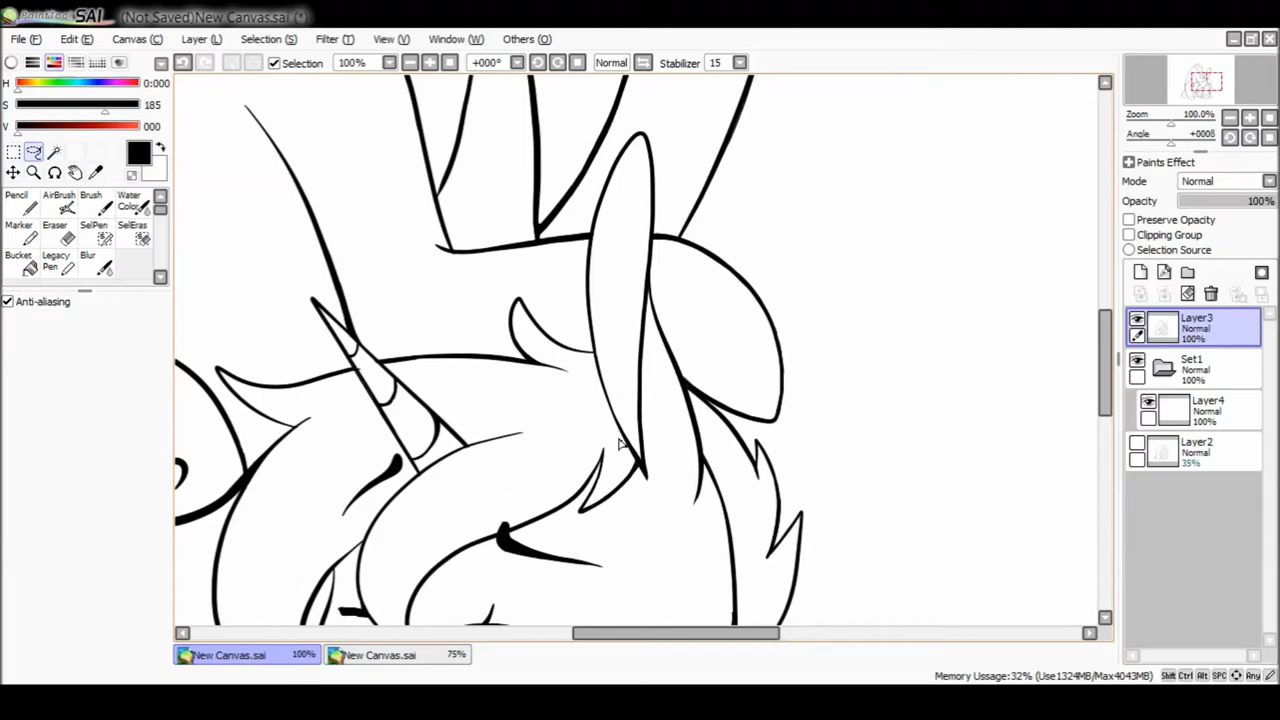 PaintTool SAI (Not Saved)New Canvas.sai (*
File (F) Edit (E) Canvas (C) Layer (L) Selection (S) Filter (T) View (V) Window (W) Others (O)
Selection 100% +000° Normal Stabilizer 15
H 0:000
S 185
V 000
Pencil AirBrush Brush Water Color
Marker Eraser SelPen SelEras
Bucket Legacy Pen Blur
Anti-aliasing
Zoom 100.0%
Angle +000ß
Paints Effect
Mode Normal
Opacity 100%
Preserve Opacity
Clipping Group
Selection Source
Layer3
Normal
100%
Set1
Normal
100%
Layer4
Normal
100%
Layer2
Normal
35%
New Canvas.sai 100% New Canvas.sai 75%
Memory Ussage:32% (Use1324MB/Max4043MB) Shift Ctrl Alt SPC Any